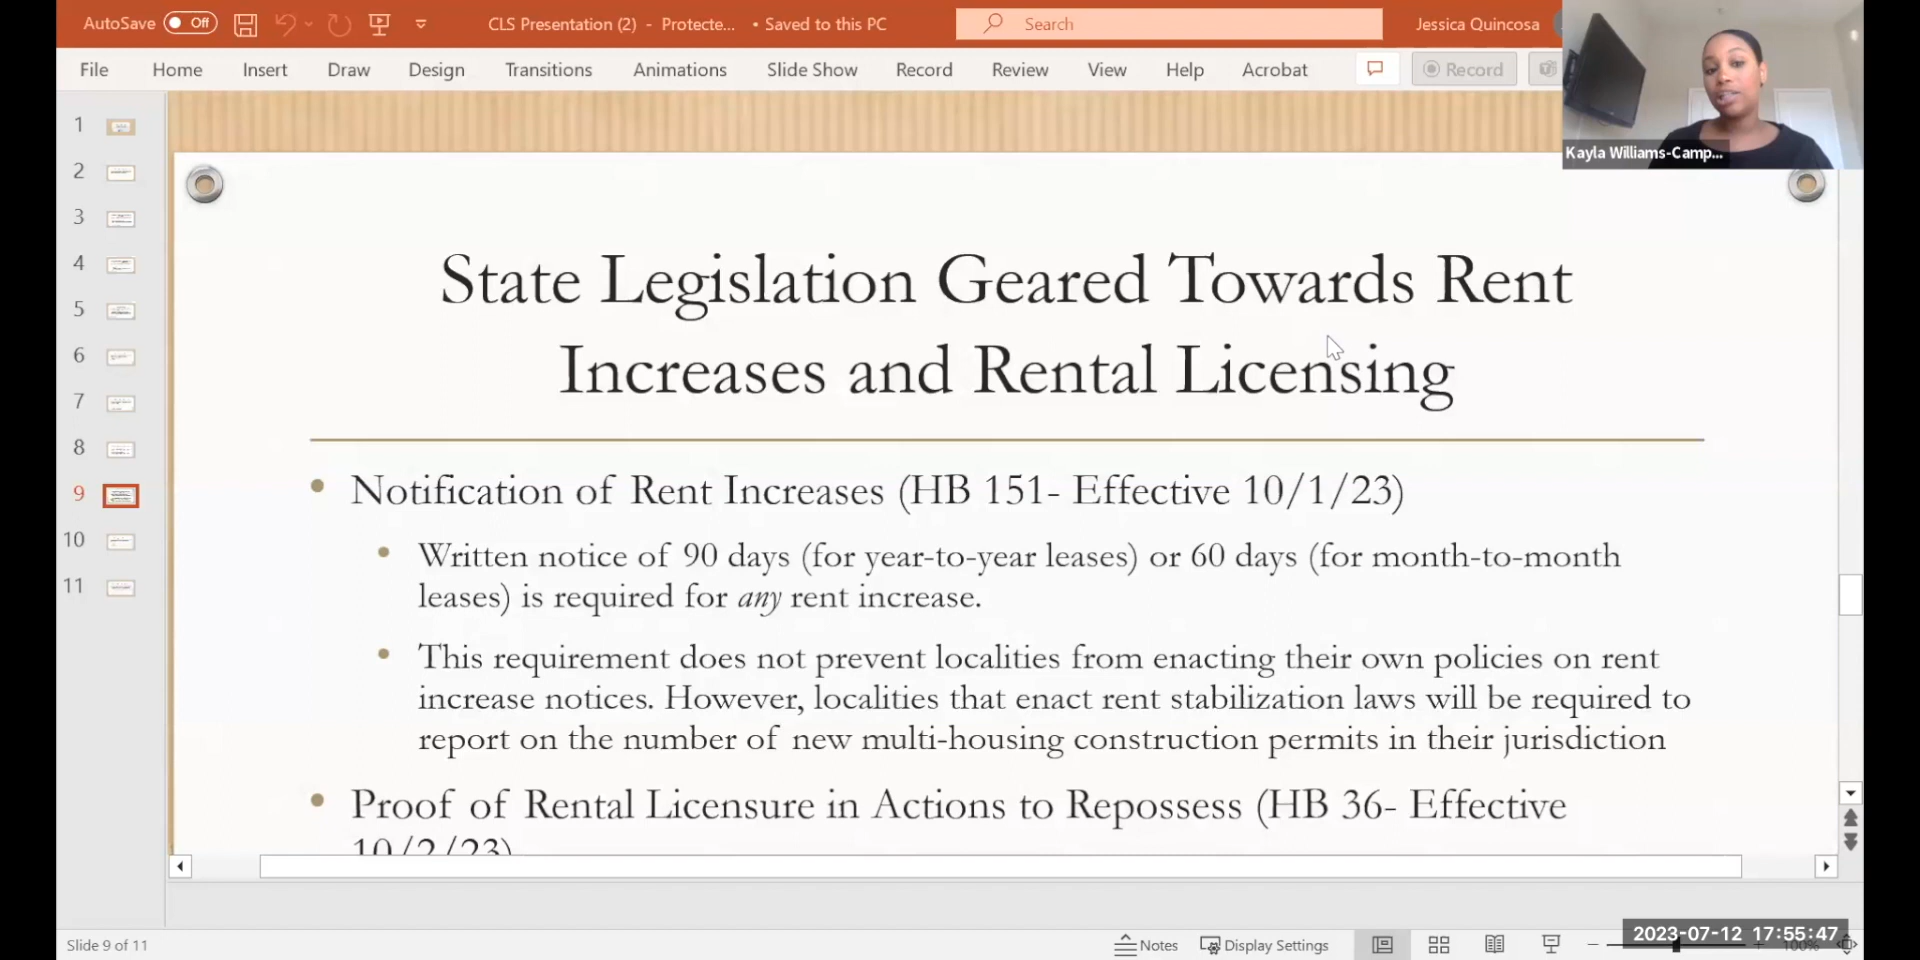 AutoSave Off CLS Presentation (2) - Protecte... • Saved to this PC Search Jessica Quincosa
File Home Insert Draw Design Transitions Animations Slide Show Record Review View Help Acrobat Record
Kayla Williams-Camp...
1
2
3
4
5
6
7
8
9
10
11
State Legislation Geared Towards Rent
Increases and Rental Licensing
• Notification of Rent Increases (HB 151- Effective 10/1/23)
• Written notice of 90 days (for year-to-year leases) or 60 days (for month-to-month
leases) is required for any rent increase.
• This requirement does not prevent localities from enacting their own policies on rent
increase notices. However, localities that enact rent stabilization laws will be required to
report on the number of new multi-housing construction permits in their jurisdiction
• Proof of Rental Licensure in Actions to Repossess (HB 36- Effective
10/2/23)
Slide 9 of 11 Notes Display Settings 100%
2023-07-12 17:55:47